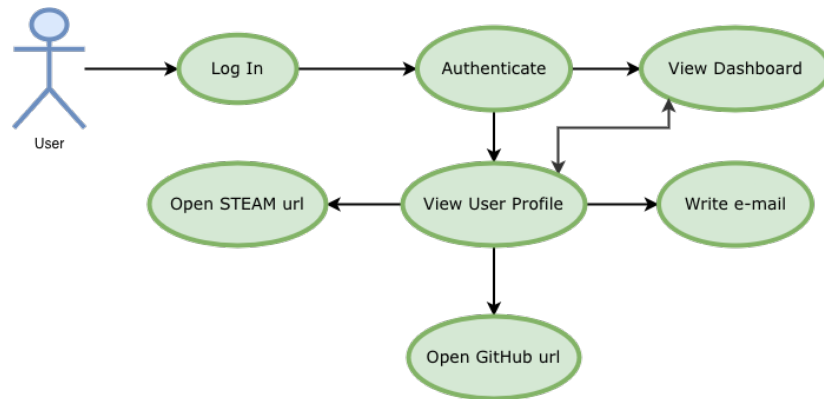 Log In
Authenticate
View Dashboard
User
Open STEAM url
View User Profile
Write e-mail
Open GitHub url